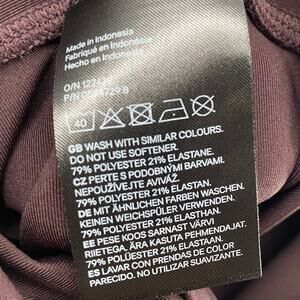 Made in Indonesia
Fabriqué en Indonésie
Hecho en Indonesia
O/N 122424
40
GB WASH WITH SIMILAR COLOURS.
DO NOT USE SOFTENER.
79% POLYESTER 21% ELASTANE.
CZ PERTE S PODOBNÝMI BARVAMI.
NEPOUŽÍVEJTE AVIVÁŽ.
79% POLYESTER 21% ELASTAN.
DE MIT ÄHNLICHEN FARBEN WASCHEN.
KEINEN WEICHSPÜLER VERWENDEN.
79% POLYESTER 21% ELASTHAN.
EE PESE KOOS SARNAST VÄRVI
RIIETEGA. ÄRA KASUTA PEHMENDAJAT.
79% POLÜESTER 21% ELASTAAN.
ES LAVAR CON PRENDAS DE COLOR
PARECIDO. NO UTILIZAR SUAVIZANTE.